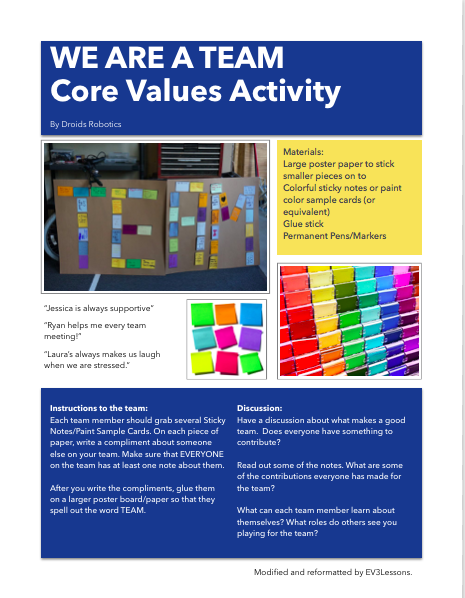 WE ARE A TEAM
Core Values Activity
By Droids Robotics
Materials:
Large poster paper to stick
smaller pieces on to
Colorful sticky notes or paint
color sample cards (or
equivalent)
Glue stick
Permanent Pens/Markers
TEAM
“Jessica is always supportive”
“Ryan helps me every team
meeting!”
“Laura’s always makes us laugh
when we are stressed.”
Instructions to the team:
Each team member should grab several Sticky
Notes/Paint Sample Cards. On each piece of
paper, write a compliment about someone
else on your team. Make sure that EVERYONE
on the team has at least one note about them.
After you write the compliments, glue them
on a larger poster board/paper so that they
spell out the word TEAM.
Discussion:
Have a discussion about what makes a good
team. Does everyone have something to
contribute?
Read out some of the notes. What are some
of the contributions everyone has made for
the team?
What can each team member learn about
themselves? What roles do others see you
playing for the team?
Modified and reformatted by EV3Lessons.